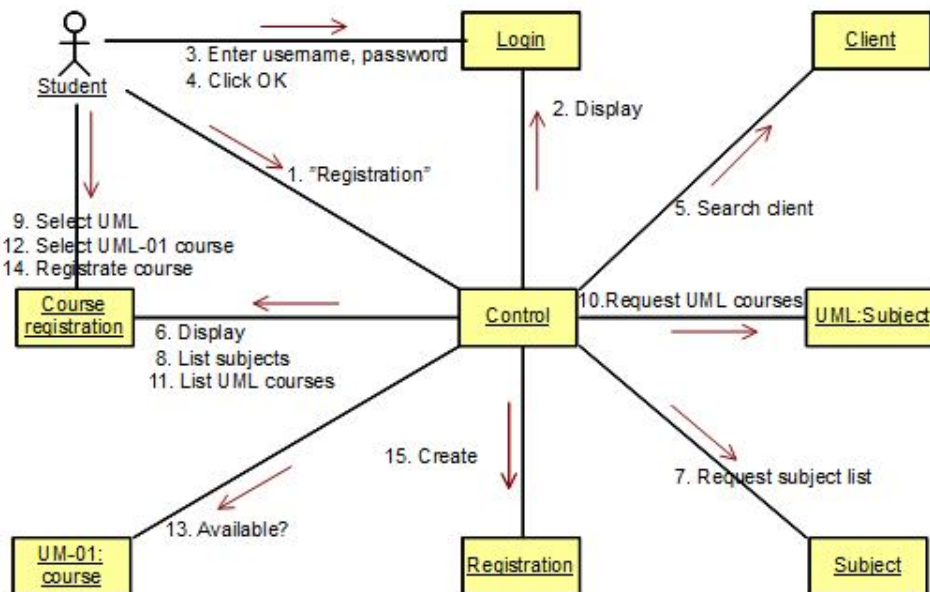 Login
Client
3. Enter username, password
4. Click OK
Student
2. Display
1. "Registration"
5. Search client
9. Select UML
12. Select UML-01 course
14. Registrate course
Course
registration
Control
10.Request UML courses
UML:Subject
6. Display
8. List subjects
11. List UML courses
15. Create
7. Request subject list
13. Available?
UM-01:
course
Registration
Subject